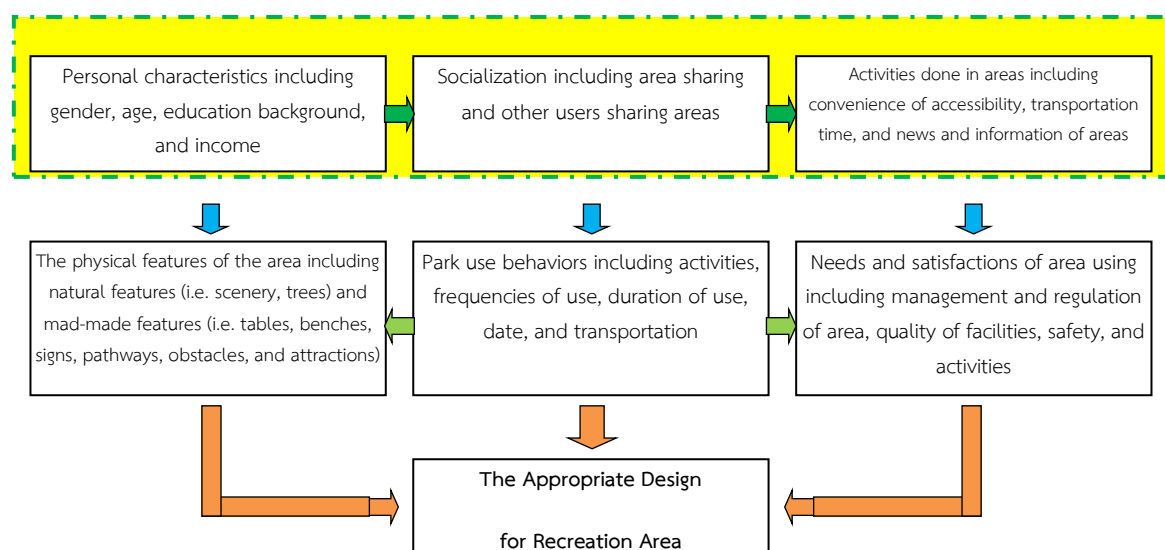 Personal characteristics including
gender, age, education background,
and income
Socialization including area sharing
and other users sharing areas
Activities done in areas including
convenience of accessibility, transportation
time, and news and information of areas
The physical features of the area including
natural features (i.e. scenery, trees) and
mad-made features (i.e. tables, benches,
signs, pathways, obstacles, and attractions)
Park use behaviors including activities,
frequencies of use, duration of use,
date, and transportation
Needs and satisfactions of area using
including management and regulation
of area, quality of facilities, safety, and
activities
The Appropriate Design
for Recreation Area